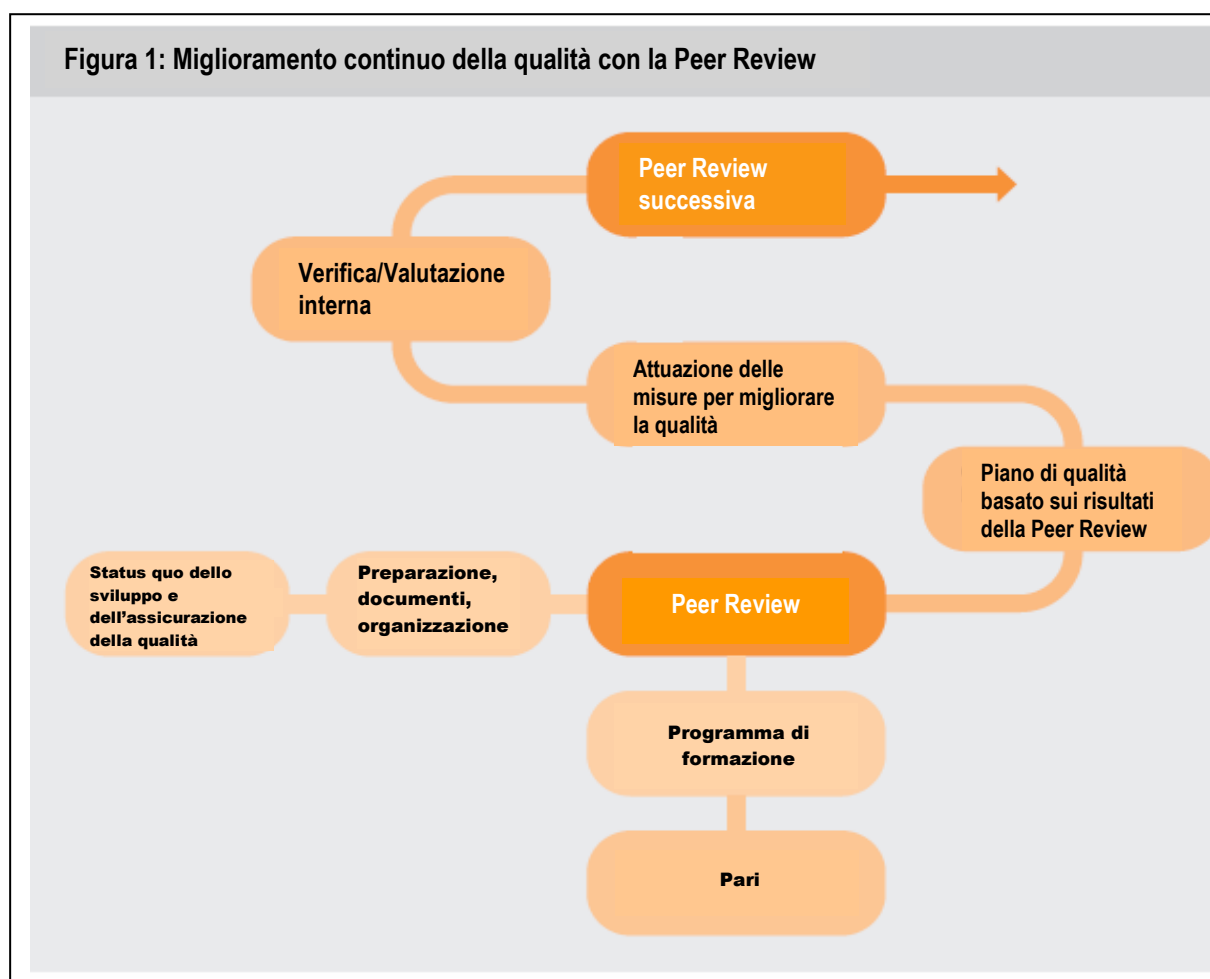 Figura 1: Miglioramento continuo della qualità con la Peer Review
Peer Review
successiva
Verifica/Valutazione
interna
Attuazione delle
misure per migliorare
la qualità
Piano di qualità
basato sui risultati
della Peer Review
Status quo dello
sviluppo e
dell’assicurazione
della qualità
Preparazione,
documenti,
organizzazione
Peer Review
Programma di
formazione
Pari